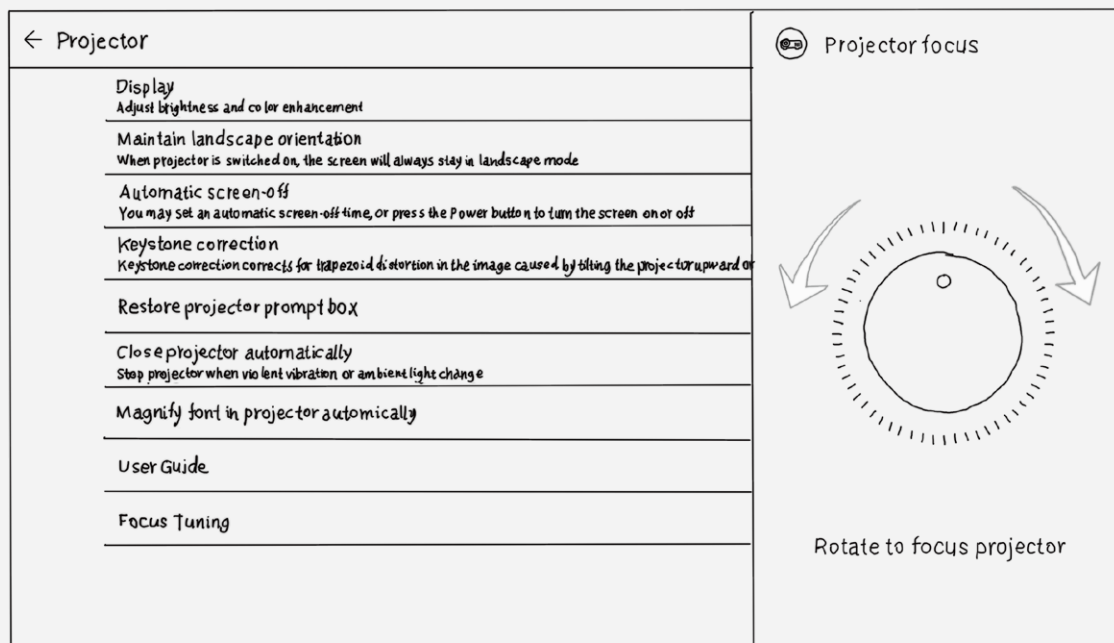 Projector
Display
Adjust brightness and color enhancement
Maintain landscape orientation
When projector is switched on, the screen will always stay in landscape mode
Automatic screen-off
You may set an automatic screen-off time, or press the Power button to turn the screen on or off
Keystone correction
Keystone correction corrects for trapezoid distortion in the image caused by tilting the projector upward or
Restore projector prompt box
Close projector automatically
Stop projector when violent vibration or ambient light change
Magnify font in projector automically
User Guide
Focus Tuning
Projector focus
Rotate to focus projector